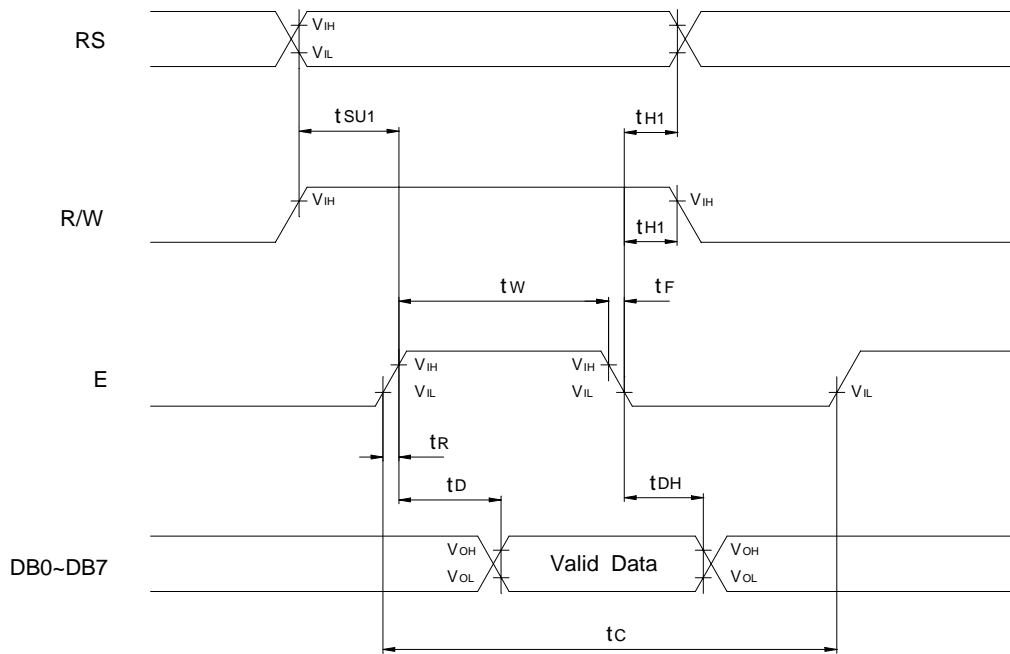 RS
VIH
VIL
tSU1
tH1
R/W
VIH
VIH
tH1
tW
tF
E
VIH
VIH
VIL
VIL
VIL
tR
tD
tDH
DB0~DB7
VOH
VOL
Valid Data
VOH
VOL
tC